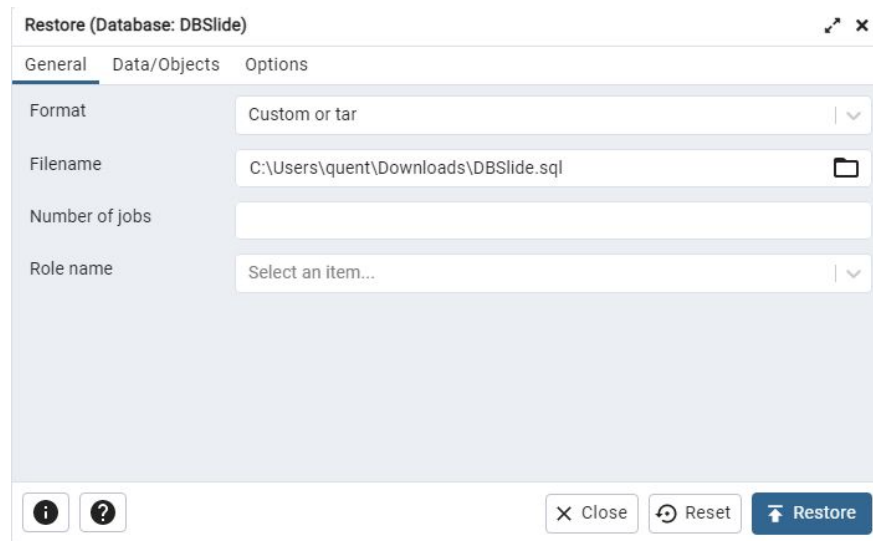 Restore (Database: DBSlide)
General Data/Objects Options
Format Custom or tar
Filename C:\Users\quent\Downloads\DBSlide.sql
Number of jobs
Role name Select an item...
Close Reset Restore